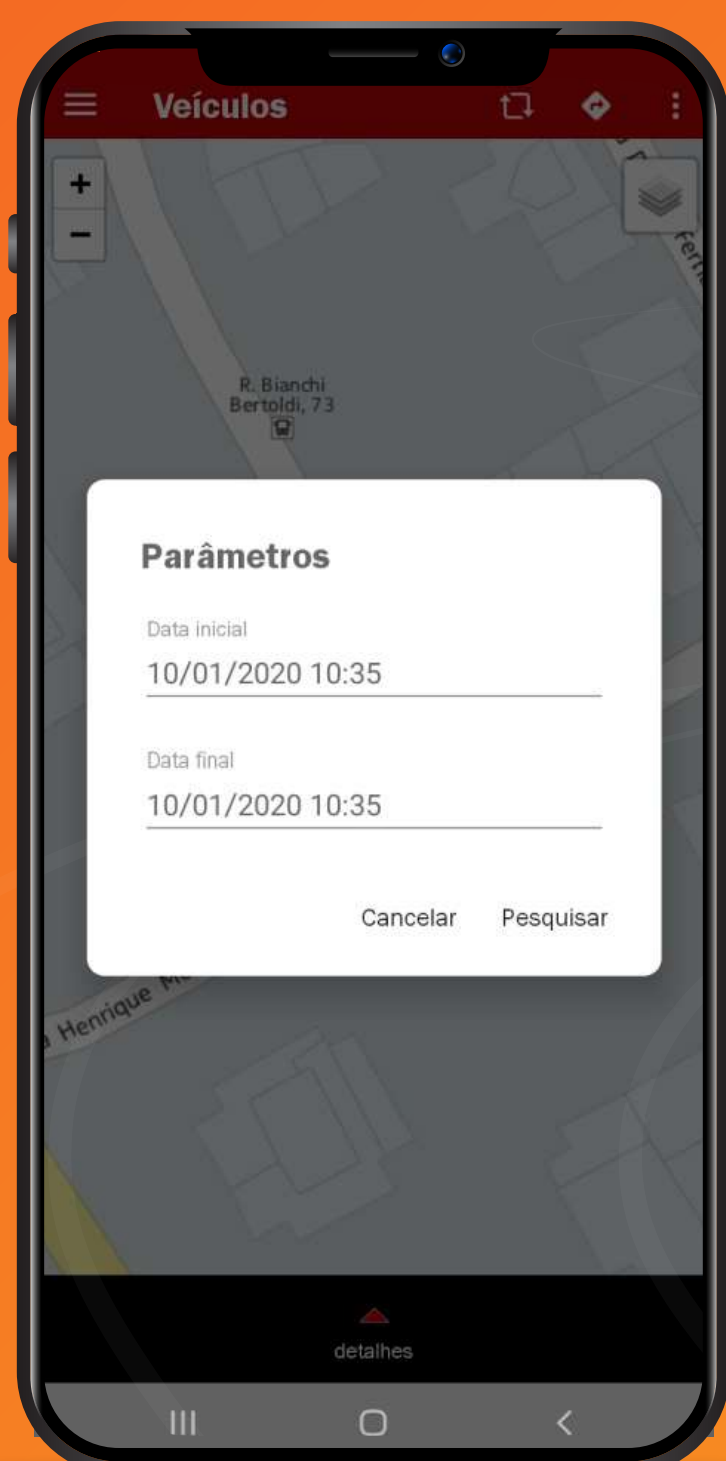 Veículos
+
−
R. Bianchi
Bertoldi, 73
Parâmetros
Data inicial
10/01/2020 10:35
Data final
10/01/2020 10:35
Cancelar Pesquisar
Henrique
detalhes